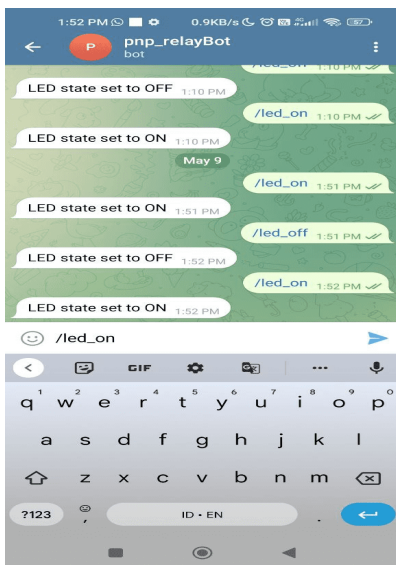 1:52 PM 0.9KB/s 57
P pnp_relayBot
bot
/led_off 1:10 PM
LED state set to OFF 1:10 PM
/led_on 1:10 PM
LED state set to ON 1:10 PM
May 9
/led_on 1:51 PM
LED state set to ON 1:51 PM
/led_off 1:52 PM
LED state set to OFF 1:52 PM
/led_on 1:52 PM
LED state set to ON 1:52 PM
/led_on
GIF
q 1 w 2 e 3 r 4 t 5 y 6 u 7 i 8 o 9 p 0
a s d f g h j k l
z x c v b n m
?123 , ID • EN .